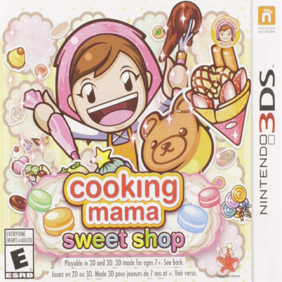 cooking
mama
sweet shop
NINTENDO 3DS
EVERYONE
E
ESRB
Playable in 2D and 3D. 3D mode for ages 7+. See back.
Jouez en 2D ou 3D. Mode 3D pour joueurs de 7 ans et +. Voir verso.